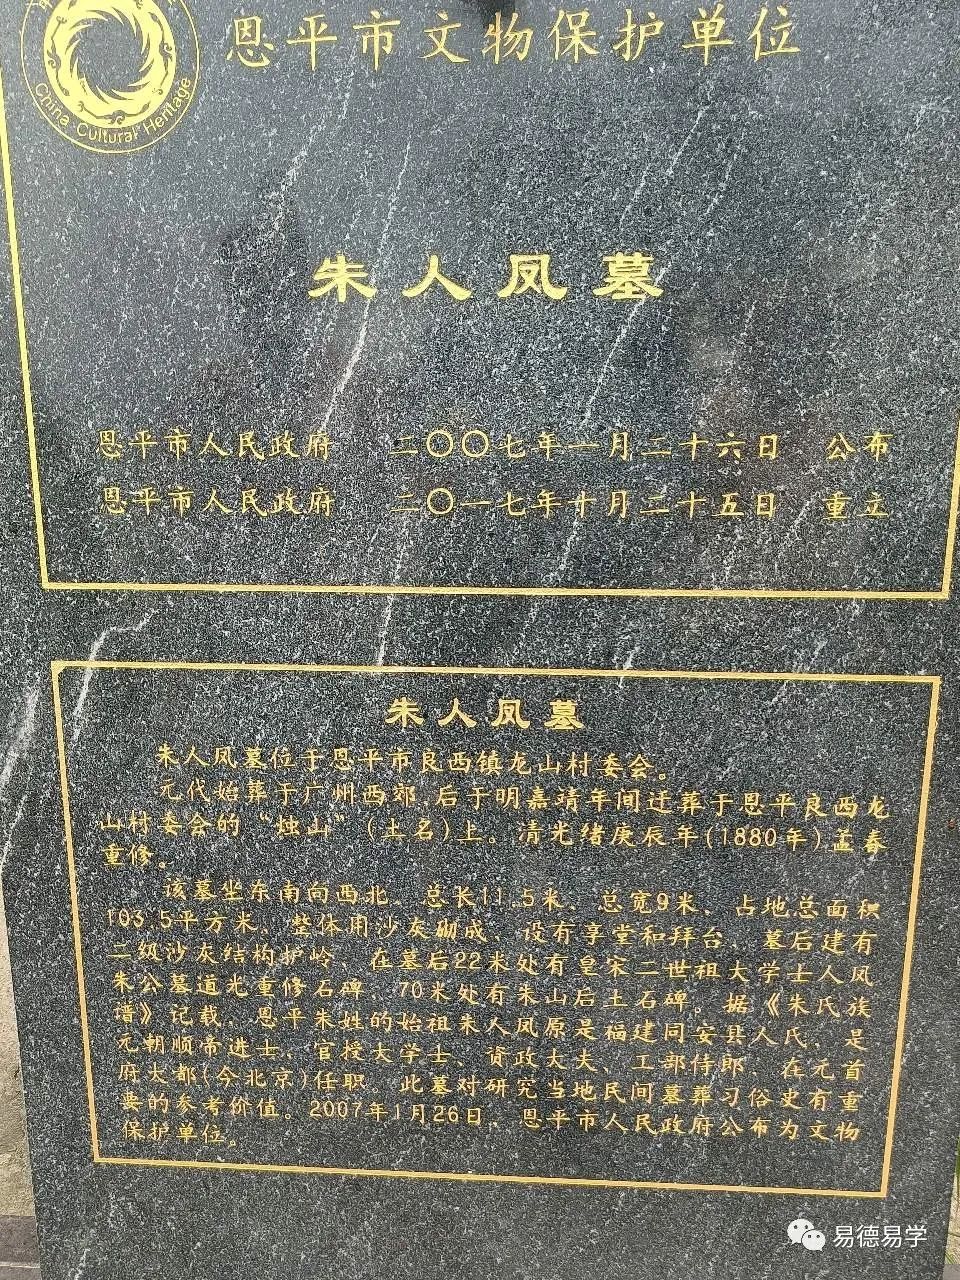 恩平市文物保护单位
China Cultural Heritage
朱人凤墓
恩平市人民政府 二〇〇七年一月二十六日 公布
恩平市人民政府 二〇一七年十月二十五日 重立
朱人凤墓
朱人凤墓位于恩平市良西镇龙山村委会。
元代始葬于广州西郊,后于明嘉靖年间迁葬于恩平良西龙
山村委会的“烛山”(土名)上。清光绪庚辰年(1880年)孟春
重修。
该墓坐东南向西北、总长11.5米、总宽9米、占地总面积
103.5平方米、整体用沙灰砌成、设有享堂和拜台、墓后建有
二级沙灰结构护岭、在墓后22米处有皇宋二世祖大学士人凤
朱公墓道光重修石碑、70米处有朱山后土石碑。据《朱氏族
谱》记载、恩平朱姓的始祖朱人凤原是福建同安县人氏、是
元朝顺帝进士、官授大学士、资政大夫、工部侍郎、在元首
府大都(今北京)任职。此墓对研究当地民间墓葬习俗史有重
要的参考价值。2007年1月26日、恩平市人民政府公布为文物
保护单位。
易德易学